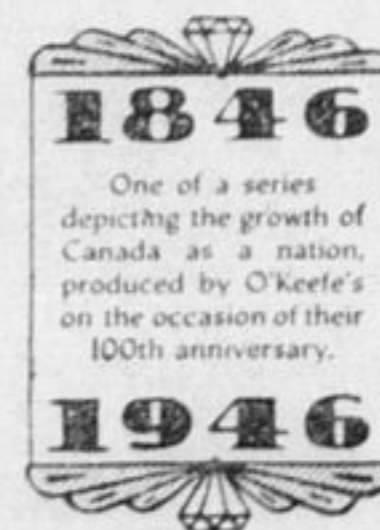 1846
One of a series
depicting the growth of
Canada as a nation,
produced by O'Keefe's
on the occasion of their
100th anniversary.
1946